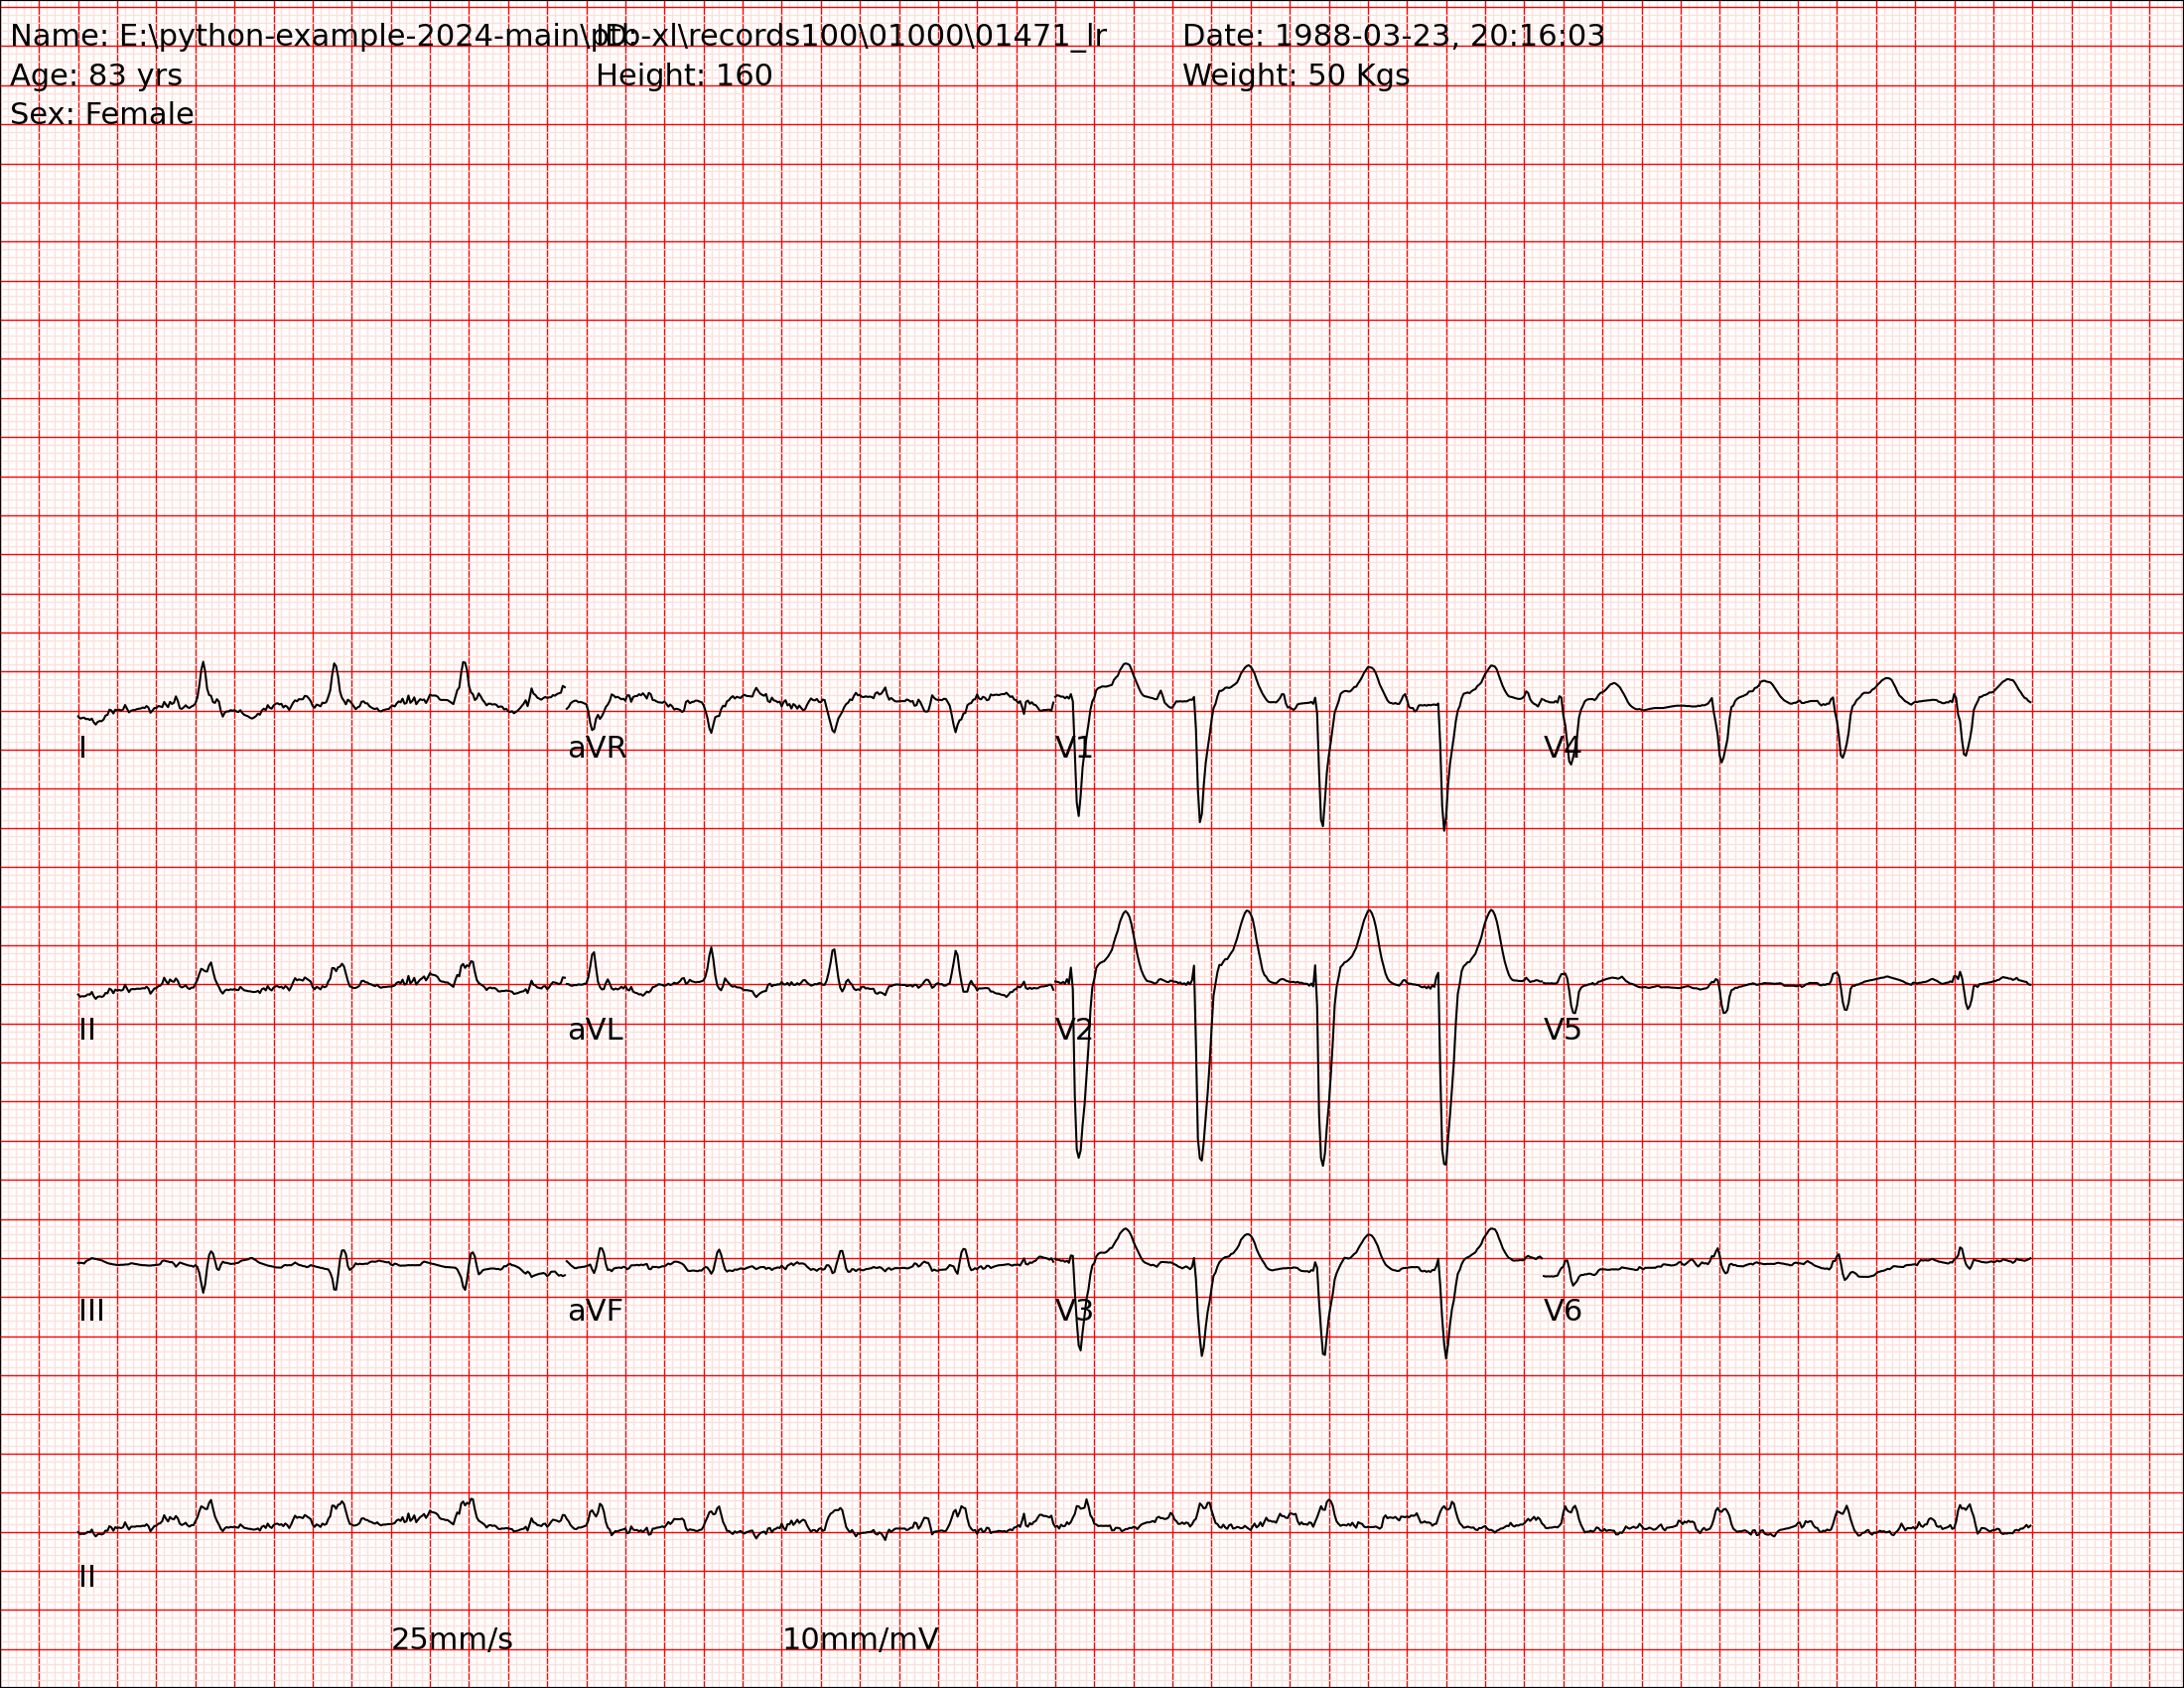 Name: E:\python-example-2024-main\ptb-xl\records100\01000\01471_lr ID: Date: 1988-03-23, 20:16:03
Age: 83 yrs Height: 160 Weight: 50 Kgs
Sex: Female
I aVR V1 V4
II aVL V2 V5
III aVF V3 V6
II
25mm/s 10mm/mV